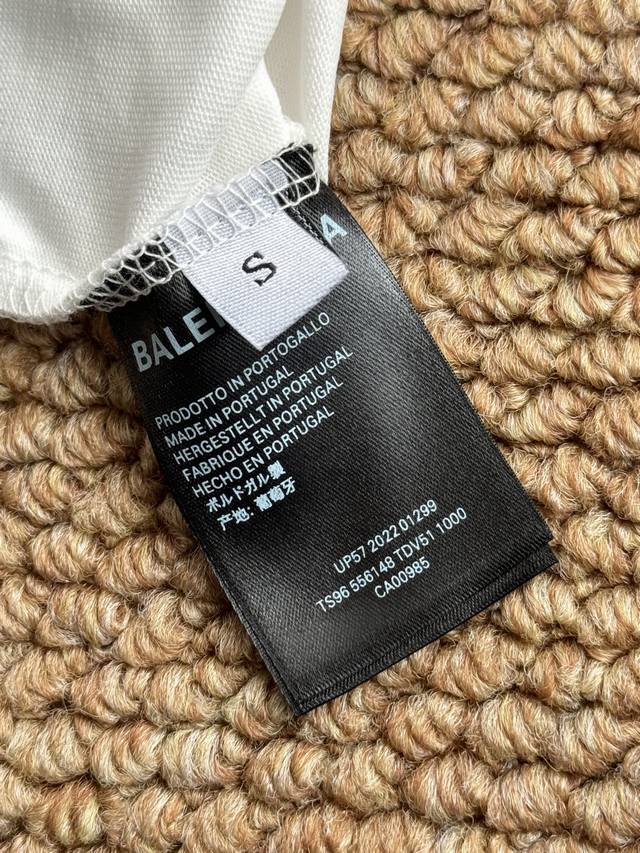 S
BALE A
PRODOTTO IN PORTOGALLO
MADE IN PORTUGAL
HERGESTELLT IN PORTUGAL
FABRIQUE EN PORTUGAL
HECHO EN PORTUGAL
ポルトガル製
产地: 葡萄牙
UP57 2022 01299
TS96 556148 TDV51 1000
CA00985